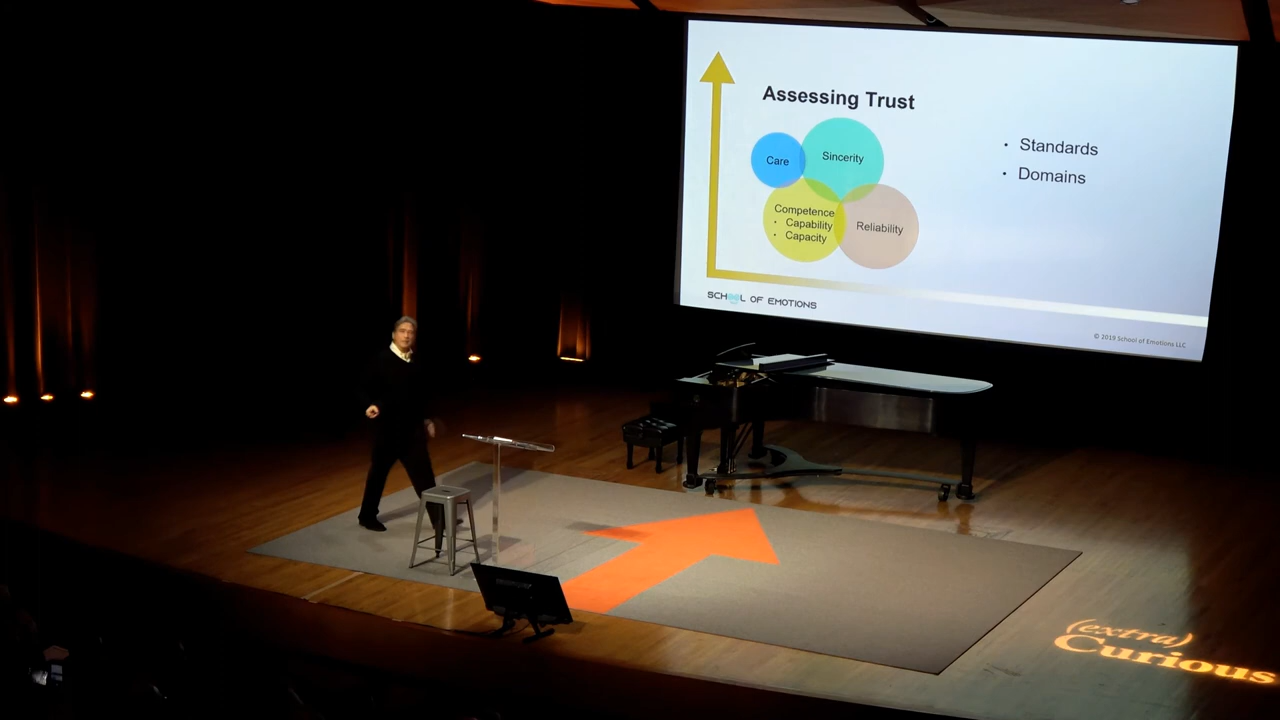 Assessing Trust
Care
Sincerity
Competence
· Capability
· Capacity
Reliability
· Standards
· Domains
SCHOOL OF EMOTIONS
© 2019 School of Emotions LLC
(extra)
Curious